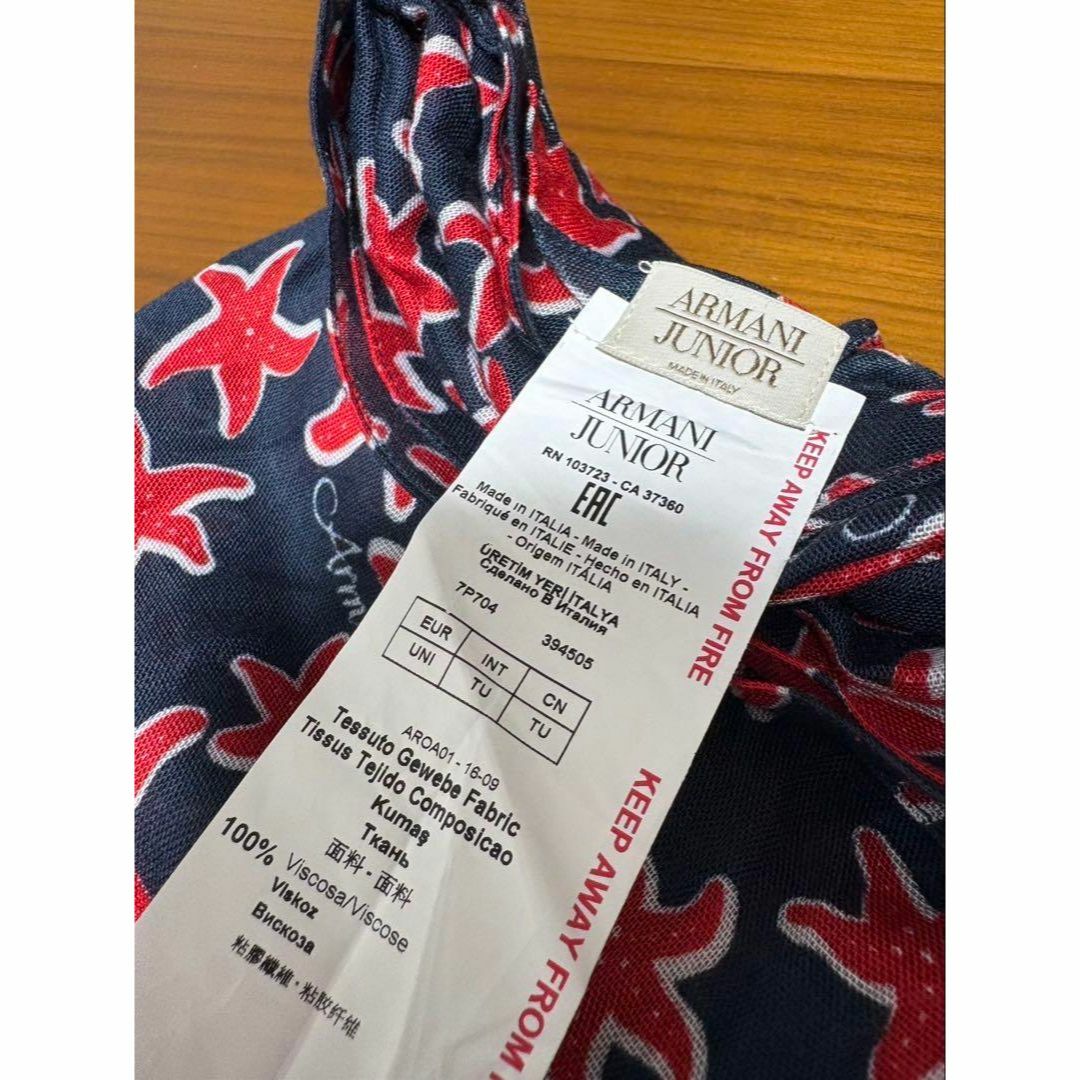 ARMANI
JUNIOR
MADE IN ITALY
ARMANI
JUNIOR
RN 103723 - CA 37360
EAC
Made in ITALIA - Made in ITALY -
Fabriqué en ITALIE - Hecho en ITALIA
- Origem ITÁLIA
ÜRETİM YERİ İTALYA
Сделано В Италия
7P704 394505
EUR INT CN
UNI TU TU
AROA01 - 16-09
Tessuto Gewebe Fabric
Tissus Tejido Composicao
Kumaş
Ткань
面料 - 面料
100% Viscosa/Viscose
Viskoz
Вискоза
粘膠纖維 - 粘胶纤维
KEEP AWAY FROM FIRE
KEEP AWAY FROM
Arm